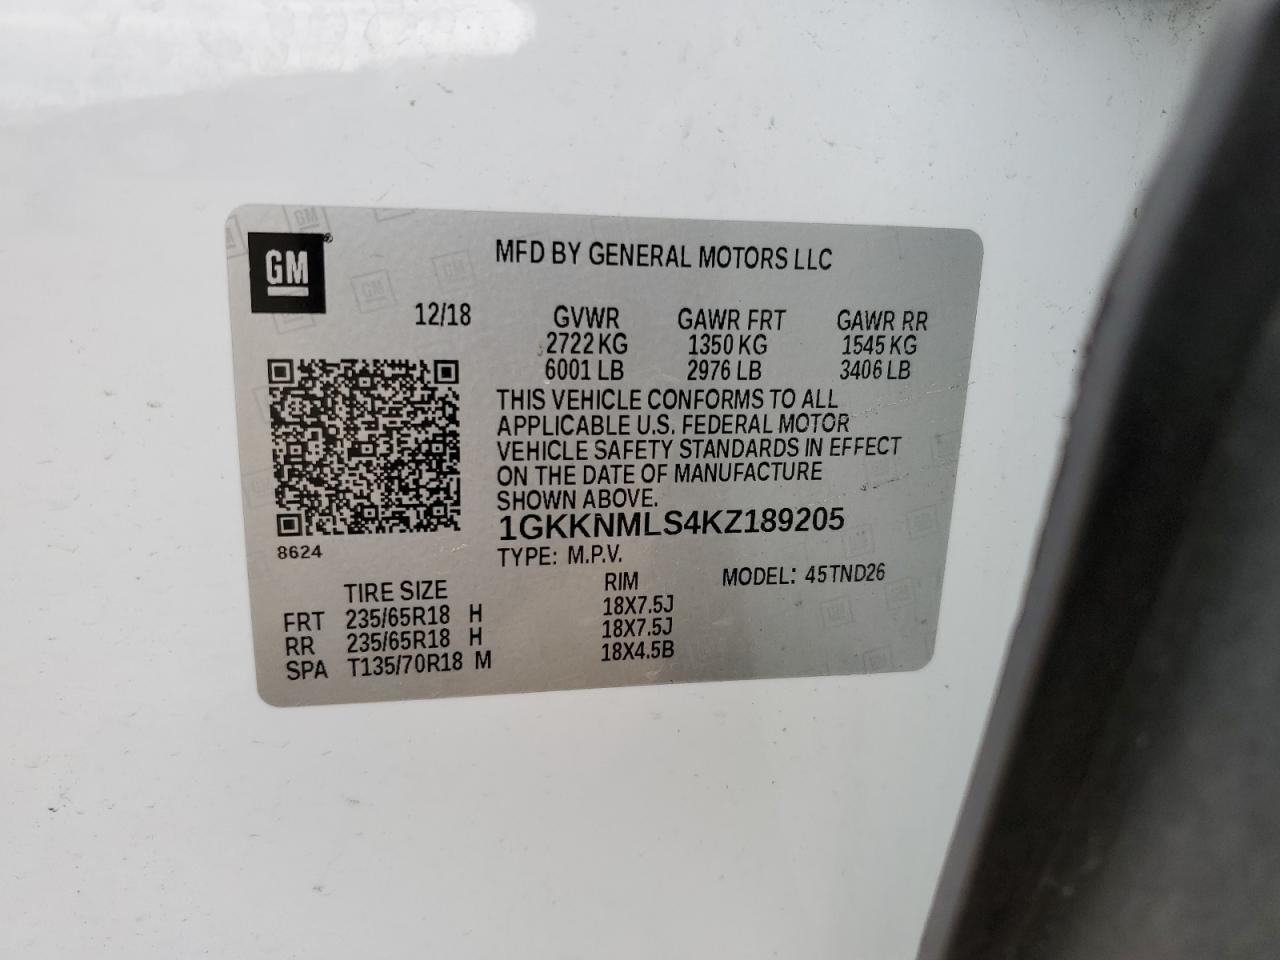 GM
MFD BY GENERAL MOTORS LLC
12/18 GVWR GAWR FRT GAWR RR
2722 KG 1350 KG 1545 KG
6001 LB 2976 LB 3406 LB
THIS VEHICLE CONFORMS TO ALL
APPLICABLE U.S. FEDERAL MOTOR
VEHICLE SAFETY STANDARDS IN EFFECT
ON THE DATE OF MANUFACTURE
SHOWN ABOVE.
1GKKNMLS4KZ189205
8624
TYPE: M.P.V.
MODEL: 45TND26
TIRE SIZE RIM
FRT 235/65R18 H 18X7.5J
RR 235/65R18 H 18X7.5J
SPA T135/70R18 M 18X4.5B